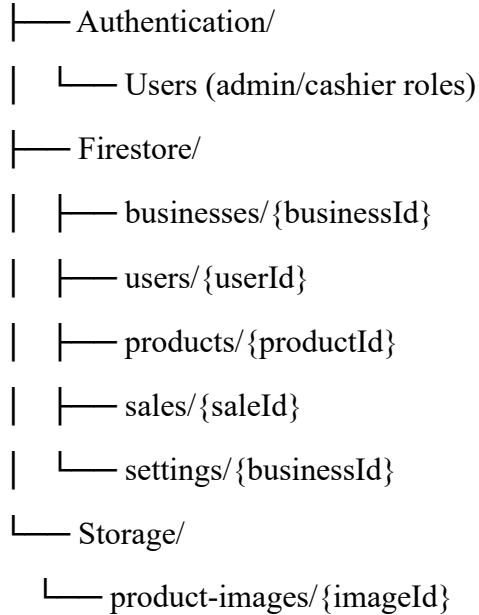 ├── Authentication/
│ └── Users (admin/cashier roles)
├── Firestore/
│ ├── businesses/{businessId}
│ ├── users/{userId}
│ ├── products/{productId}
│ ├── sales/{saleId}
│ └── settings/{businessId}
└── Storage/
└── product-images/{imageId}